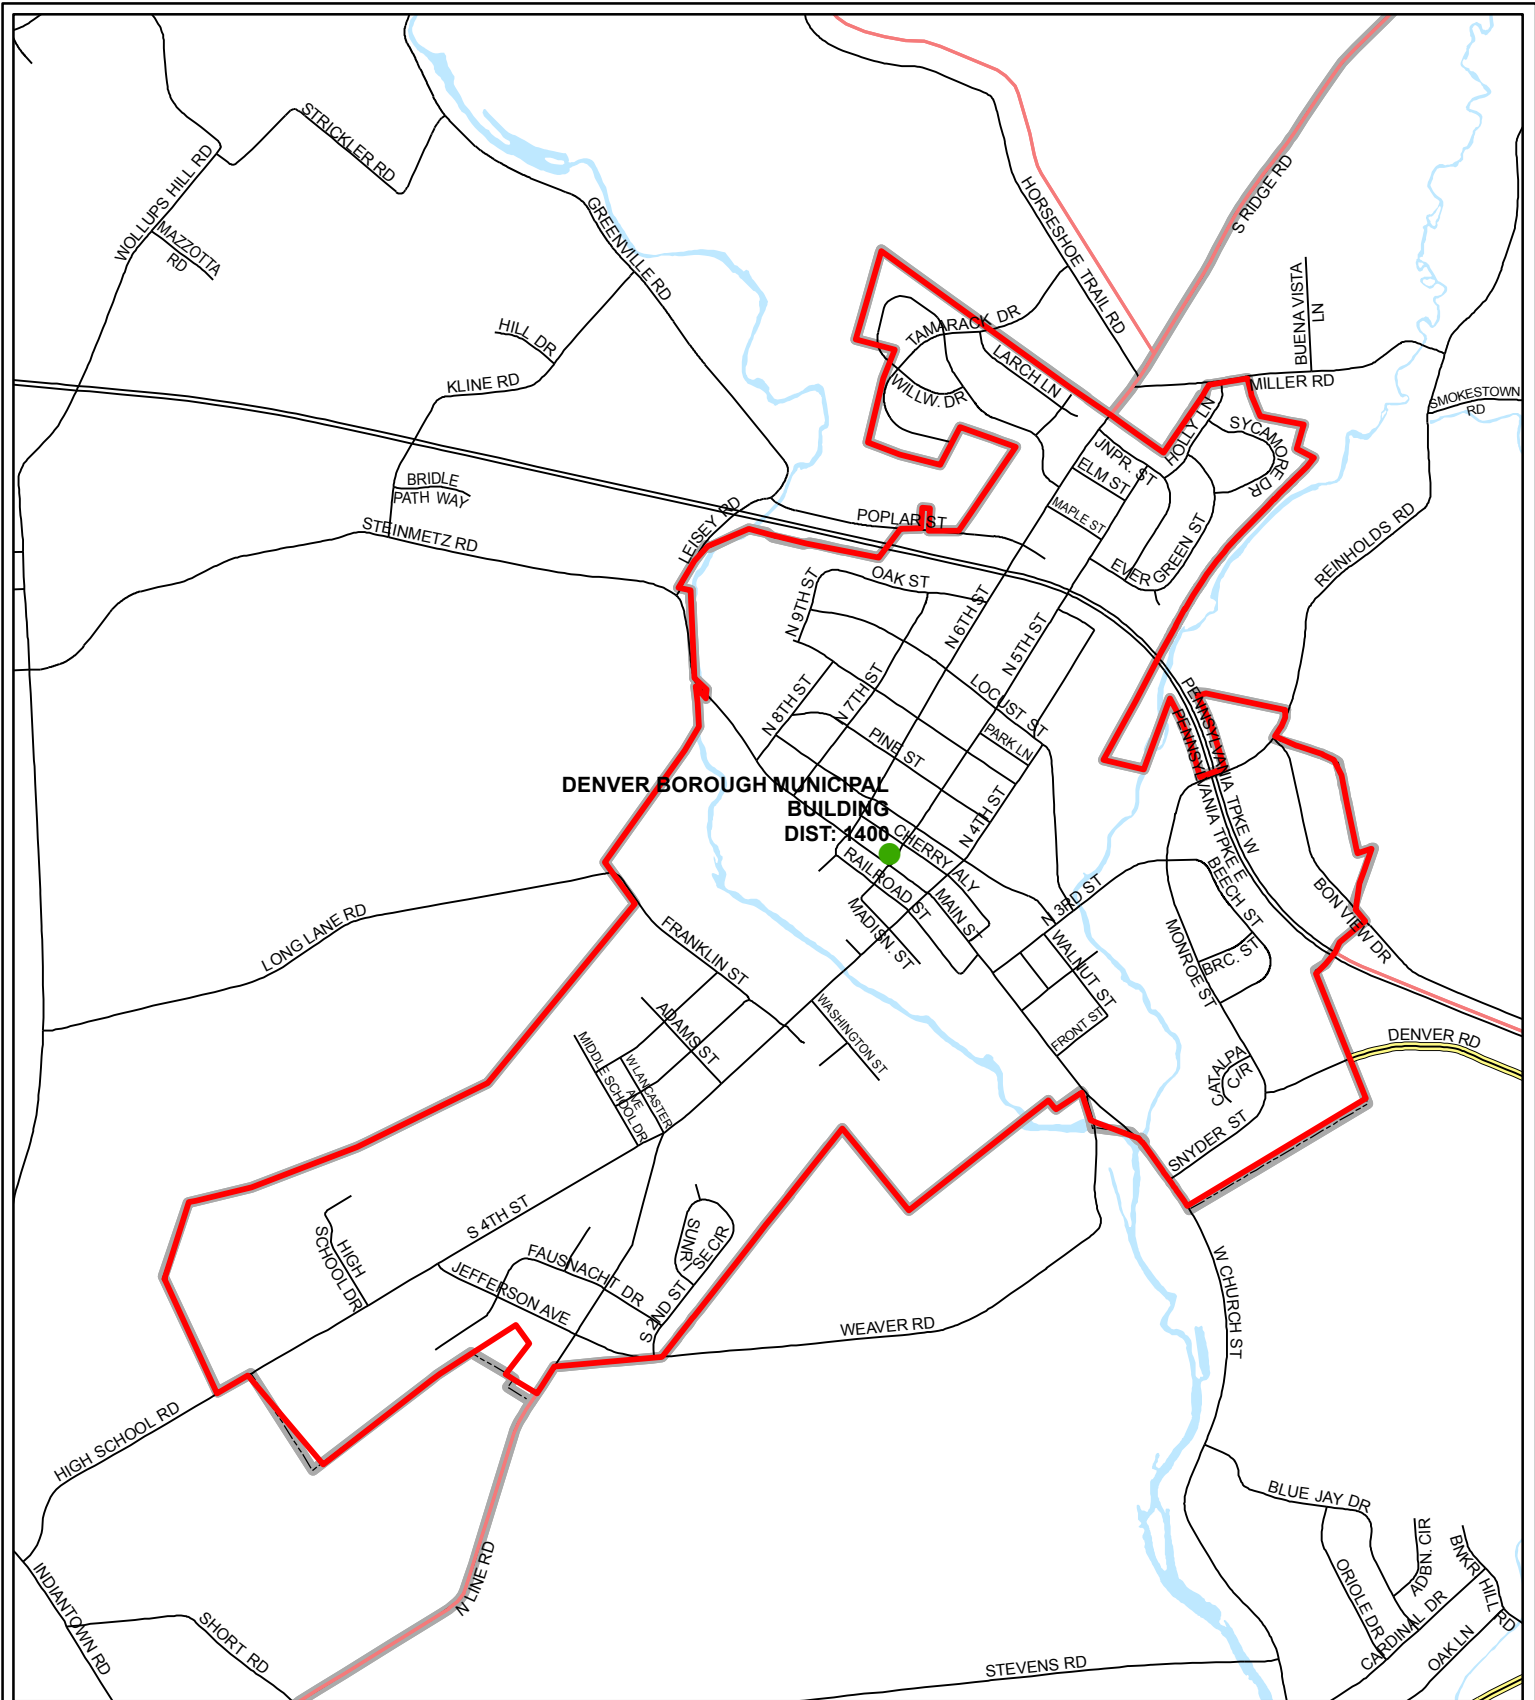 STRICKLER RD
WOLLUPS HILL RD
MAZZOTTA
RD
GREENVILLE RD
HORSESHOE TRAIL RD
S RIDGE RD
BUENA VISTA
LN
HILL DR
KLINE RD
TAMARACK DR
LARCH LN
WILLW. DR
MILLER RD
SMOKESTOWN
RD
HOLLY LN
SYCAMORE DR
JNPR. ST
ELM ST
MAPLE ST
BRIDLE
PATH WAY
STEINMETZ RD
LEISEY RD
POPLAR ST
EVER GREEN ST
REINHOLDS RD
OAK ST
N 9TH ST
N 6TH ST
N 5TH ST
N 7TH ST
N 8TH ST
LOCUST ST
PARK LN
PINE ST
PENNSYLVANIA TPKE W
PENNSYLVANIA TPKE E
DENVER BOROUGH MUNICIPAL
BUILDING
DIST: 1400
N 4TH ST
CHERRY ALY
RAILROAD ST
MAIN ST
MADISN. ST
N 3RD ST
WALNUT ST
FRONT ST
BEECH ST
BRC. ST
MONROE ST
BON VIEW DR
LONG LANE RD
FRANKLIN ST
ADAMS ST
WASHINGTON ST
MIDDLE SCHOOL DR
W LANCASTER
AVE
DENVER RD
CATALPA
CIR
SNYDER ST
S 4TH ST
HIGH
SCHOOL DR
SUNRI
SE CIR
FAUSNACHT DR
JEFFERSON AVE
S 2ND ST
WEAVER RD
W CHURCH ST
HIGH SCHOOL RD
N LINE RD
INDIANTOWN RD
SHORT RD
BLUE JAY DR
ORIOLE DR
ADBN. CIR
BNKR HILL RD
CARDINAL DR
OAK LN
STEVENS RD